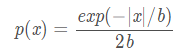 p(x) = exp(−|x|/b) / 2b